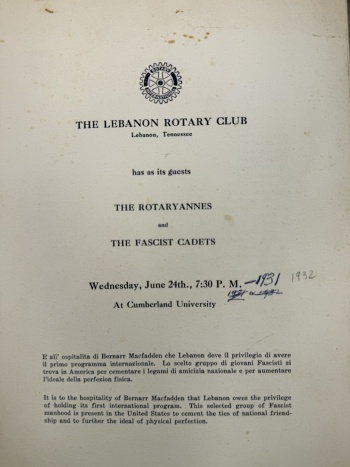 THE LEBANON ROTARY CLUB
Lebanon, Tennessee
has as its guests
THE ROTARYANNES
and
THE FASCIST CADETS
Wednesday, June 24th., 7:30 P. M. —1931 1932
At Cumberland University
E all' ospitalita di Bernarr Macfadden che Lebanon deve il privilegio di avere
il primo programma internazionale. Lo scelto gruppo di giovani Fascisti si
trova in America per cementare i legami di amicizia nazionale e per aumentare
l'ideale della perfezion fisica.
It is to the hospitality of Bernarr Macfadden that Lebanon owes the privilege
of holding its first international program. This selected group of Fascist
manhood is present in the United States to cement the ties of national friend-
ship and to further the ideal of physical perfection.